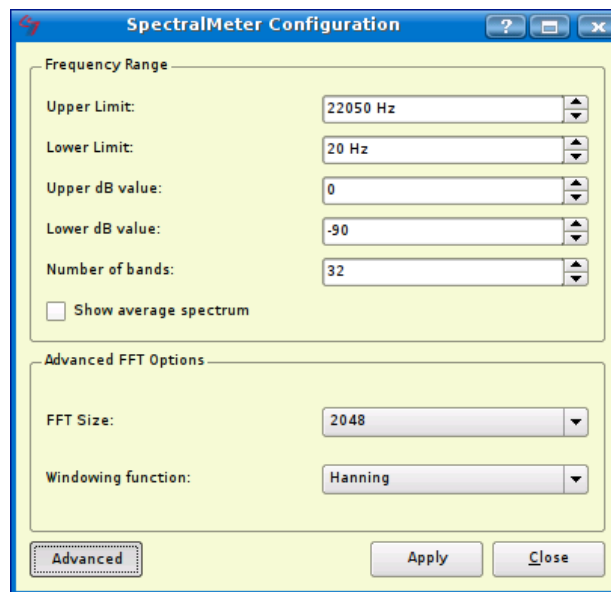 SpectralMeter Configuration
Frequency Range
Upper Limit: 22050 Hz
Lower Limit: 20 Hz
Upper dB value: 0
Lower dB value: -90
Number of bands: 32
Show average spectrum
Advanced FFT Options
FFT Size: 2048
Windowing function: Hanning
Advanced Apply Close